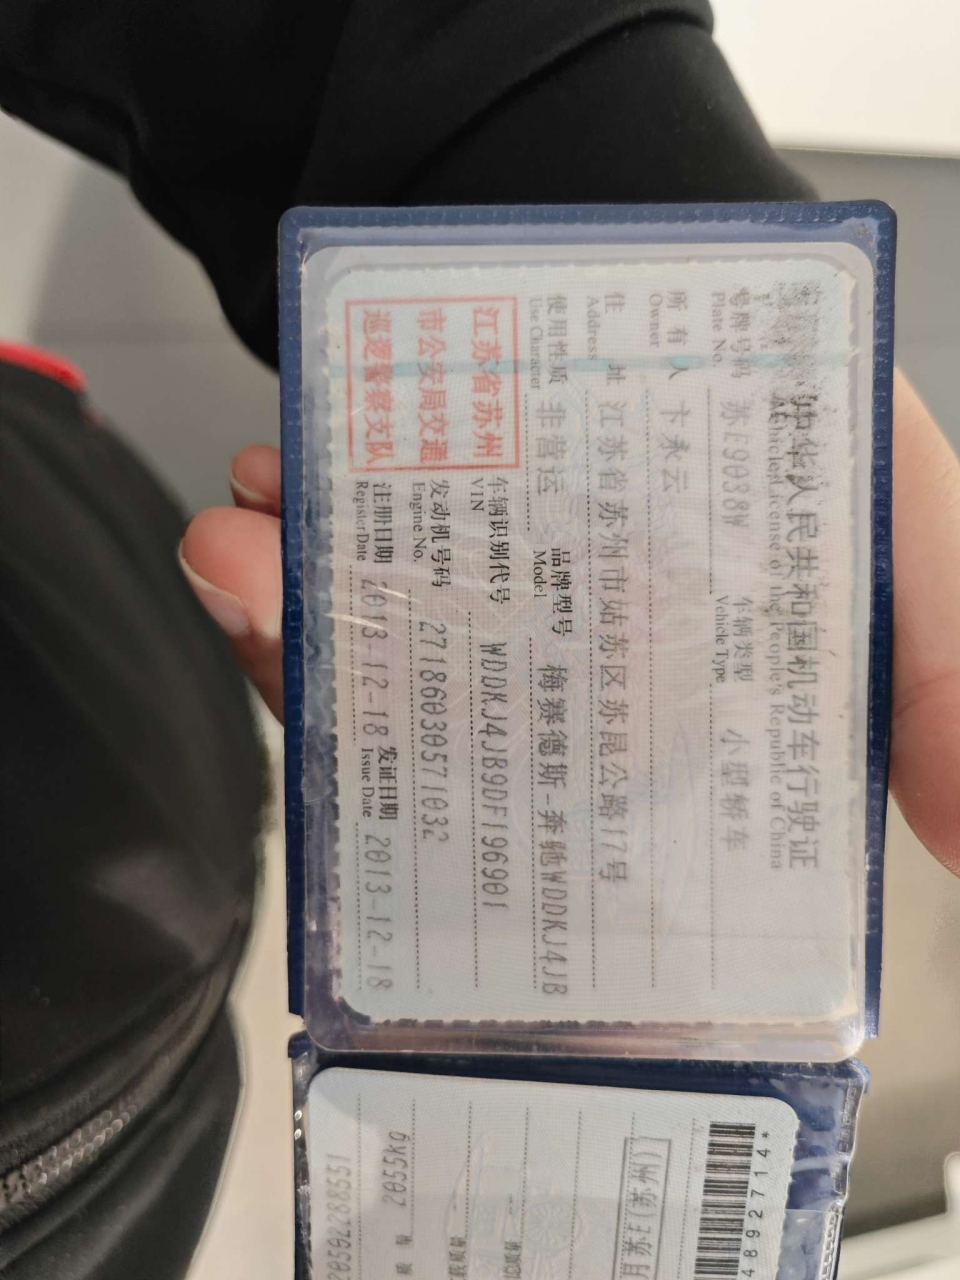 中华人民共和国机动车行驶证
Vehicle License of the People's Republic of China
号牌号码 苏E9038W 车辆类型 小型轿车
Plate No. Vehicle Type
所有人 卞永云
Owner
住址 江苏省苏州市姑苏区苏昆公路17号
Address
使用性质 非营运 品牌型号 梅赛德斯-奔驰WDDKJ4JB
Use Character Model
江苏省苏州
市公安局交通
巡逻警察支队
车辆识别代号 WDDKJ4JB9DF196901
VIN
发动机号码 27186030571032
Engine No.
注册日期 2013-12-18 发证日期 2013-12-18
Register Date Issue Date
*4172984